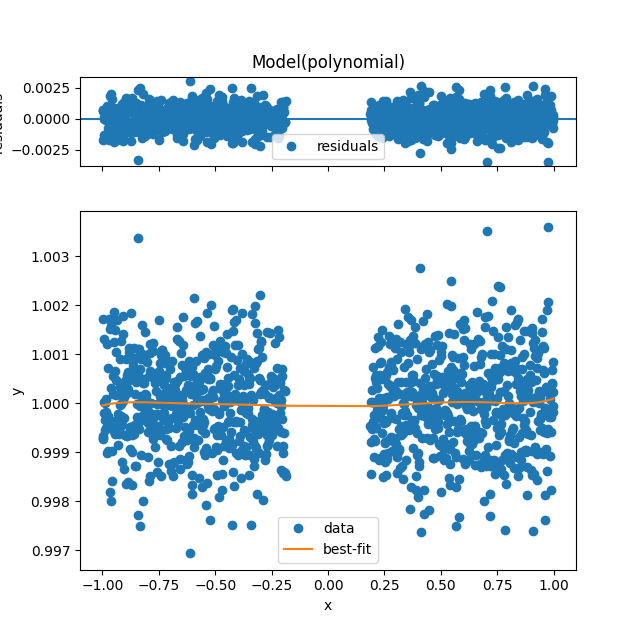 Model(polynomial)
0.0025
0.0000
−0.0025
residuals
residuals
1.003
1.002
1.001
1.000
0.999
0.998
0.997
y
data
best-fit
−1.00 −0.75 −0.50 −0.25 0.00 0.25 0.50 0.75 1.00
x